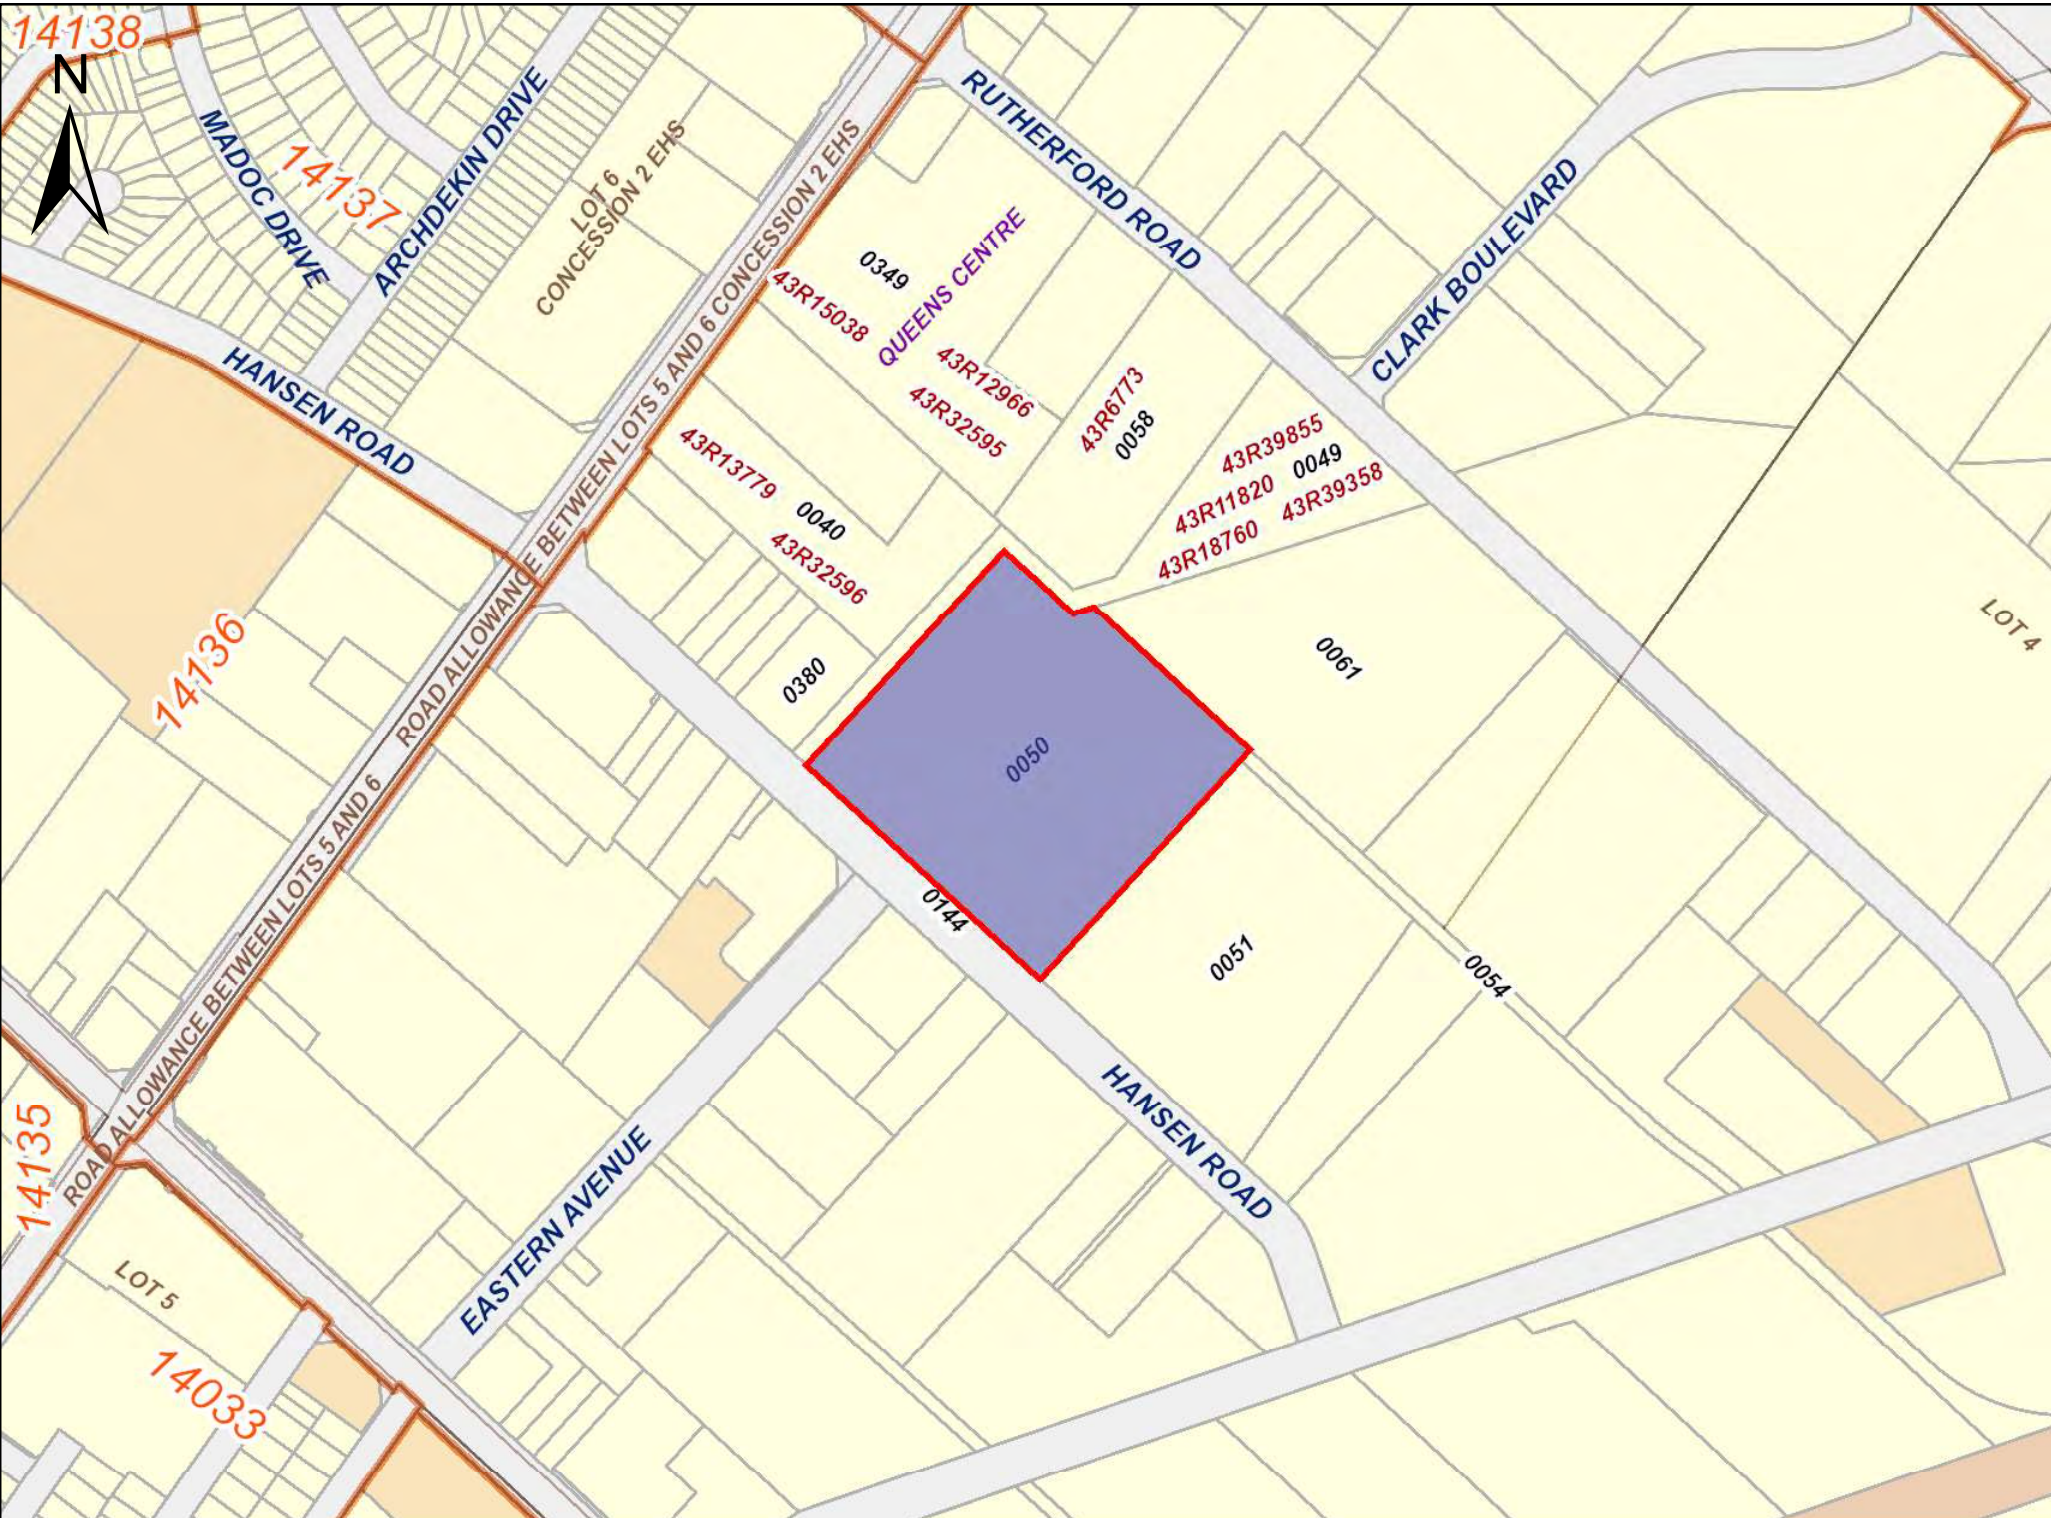 14138
N
MADOC DRIVE
14137
ARCHDEKIN DRIVE
LOT 6
CONCESSION 2 EHS
RUTHERFORD ROAD
CLARK BOULEVARD
HANSEN ROAD
ROAD ALLOWANCE BETWEEN LOTS 5 AND 6 CONCESSION 2 EHS
0349
QUEENS CENTRE
43R15038
43R12966
43R32595
43R6773
0058
43R39855
0049
43R11820
43R39358
43R18760
43R13779
0040
43R32596
0380
0061
LOT 4
14136
0050
0144
0051
0054
ROAD ALLOWANCE BETWEEN LOTS 5 AND 6
HANSEN ROAD
EASTERN AVENUE
14135
LOT 5
14033